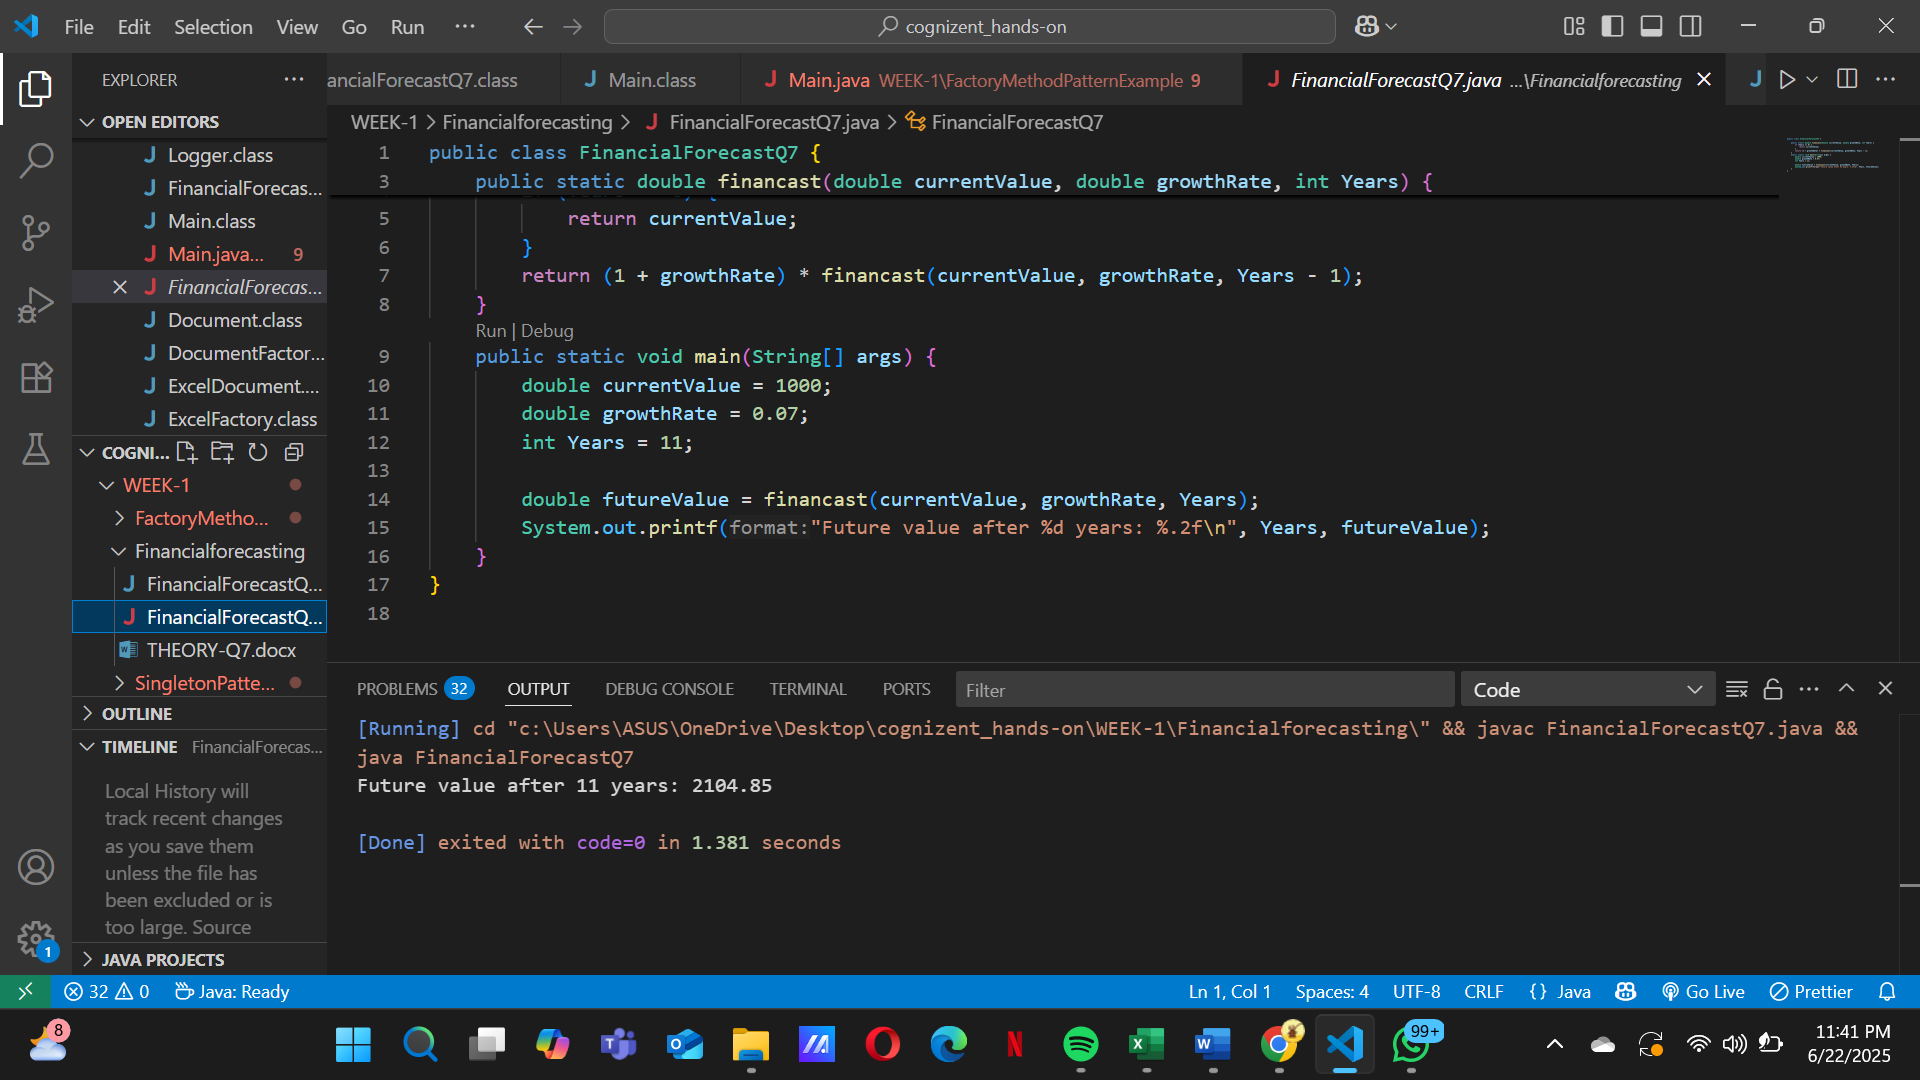 File Edit Selection View Go Run ···
cognizent_hands-on
EXPLORER ···
ancialForecastQ7.class
Main.class
Main.java WEEK-1\FactoryMethodPatternExample 9
FinancialForecastQ7.java ...\Financialforecasting
OPEN EDITORS
Logger.class
FinancialForecas...
Main.class
Main.java... 9
FinancialForecas...
Document.class
DocumentFactor...
ExcelDocument....
ExcelFactory.class
COGNI...
WEEK-1
FactoryMetho...
Financialforecasting
FinancialForecastQ...
FinancialForecastQ...
THEORY-Q7.docx
SingletonPatte...
OUTLINE
TIMELINE FinancialForecas...
Local History will
track recent changes
as you save them
unless the file has
been excluded or is
too large. Source
JAVA PROJECTS
WEEK-1 > Financialforecasting > FinancialForecastQ7.java > FinancialForecastQ7
1 public class FinancialForecastQ7 {
3 public static double financast(double currentValue, double growthRate, int Years) {
5 return currentValue;
6 }
7 return (1 + growthRate) * financast(currentValue, growthRate, Years - 1);
8 }
Run | Debug
9 public static void main(String[] args) {
10 double currentValue = 1000;
11 double growthRate = 0.07;
12 int Years = 11;
13
14 double futureValue = financast(currentValue, growthRate, Years);
15 System.out.printf(format:"Future value after %d years: %.2f\n", Years, futureValue);
16 }
17 }
18
PROBLEMS 32 OUTPUT DEBUG CONSOLE TERMINAL PORTS Filter Code
[Running] cd "c:\Users\ASUS\OneDrive\Desktop\cognizent_hands-on\WEEK-1\Financialforecasting\" && javac FinancialForecastQ7.java &&
java FinancialForecastQ7
Future value after 11 years: 2104.85
[Done] exited with code=0 in 1.381 seconds
1
32 0 Java: Ready
Ln 1, Col 1 Spaces: 4 UTF-8 CRLF {} Java Go Live Prettier
8
99+
11:41 PM
6/22/2025